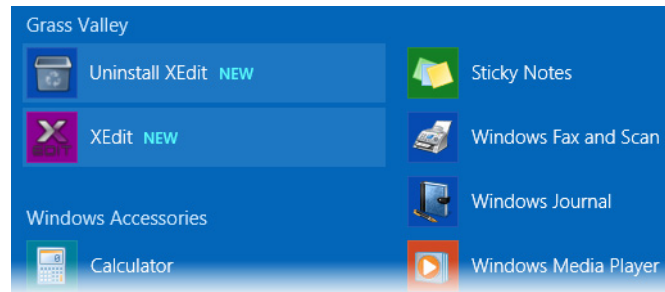 Grass Valley
Uninstall XEdit NEW
XEdit NEW
Windows Accessories
Calculator
Sticky Notes
Windows Fax and Scan
Windows Journal
Windows Media Player